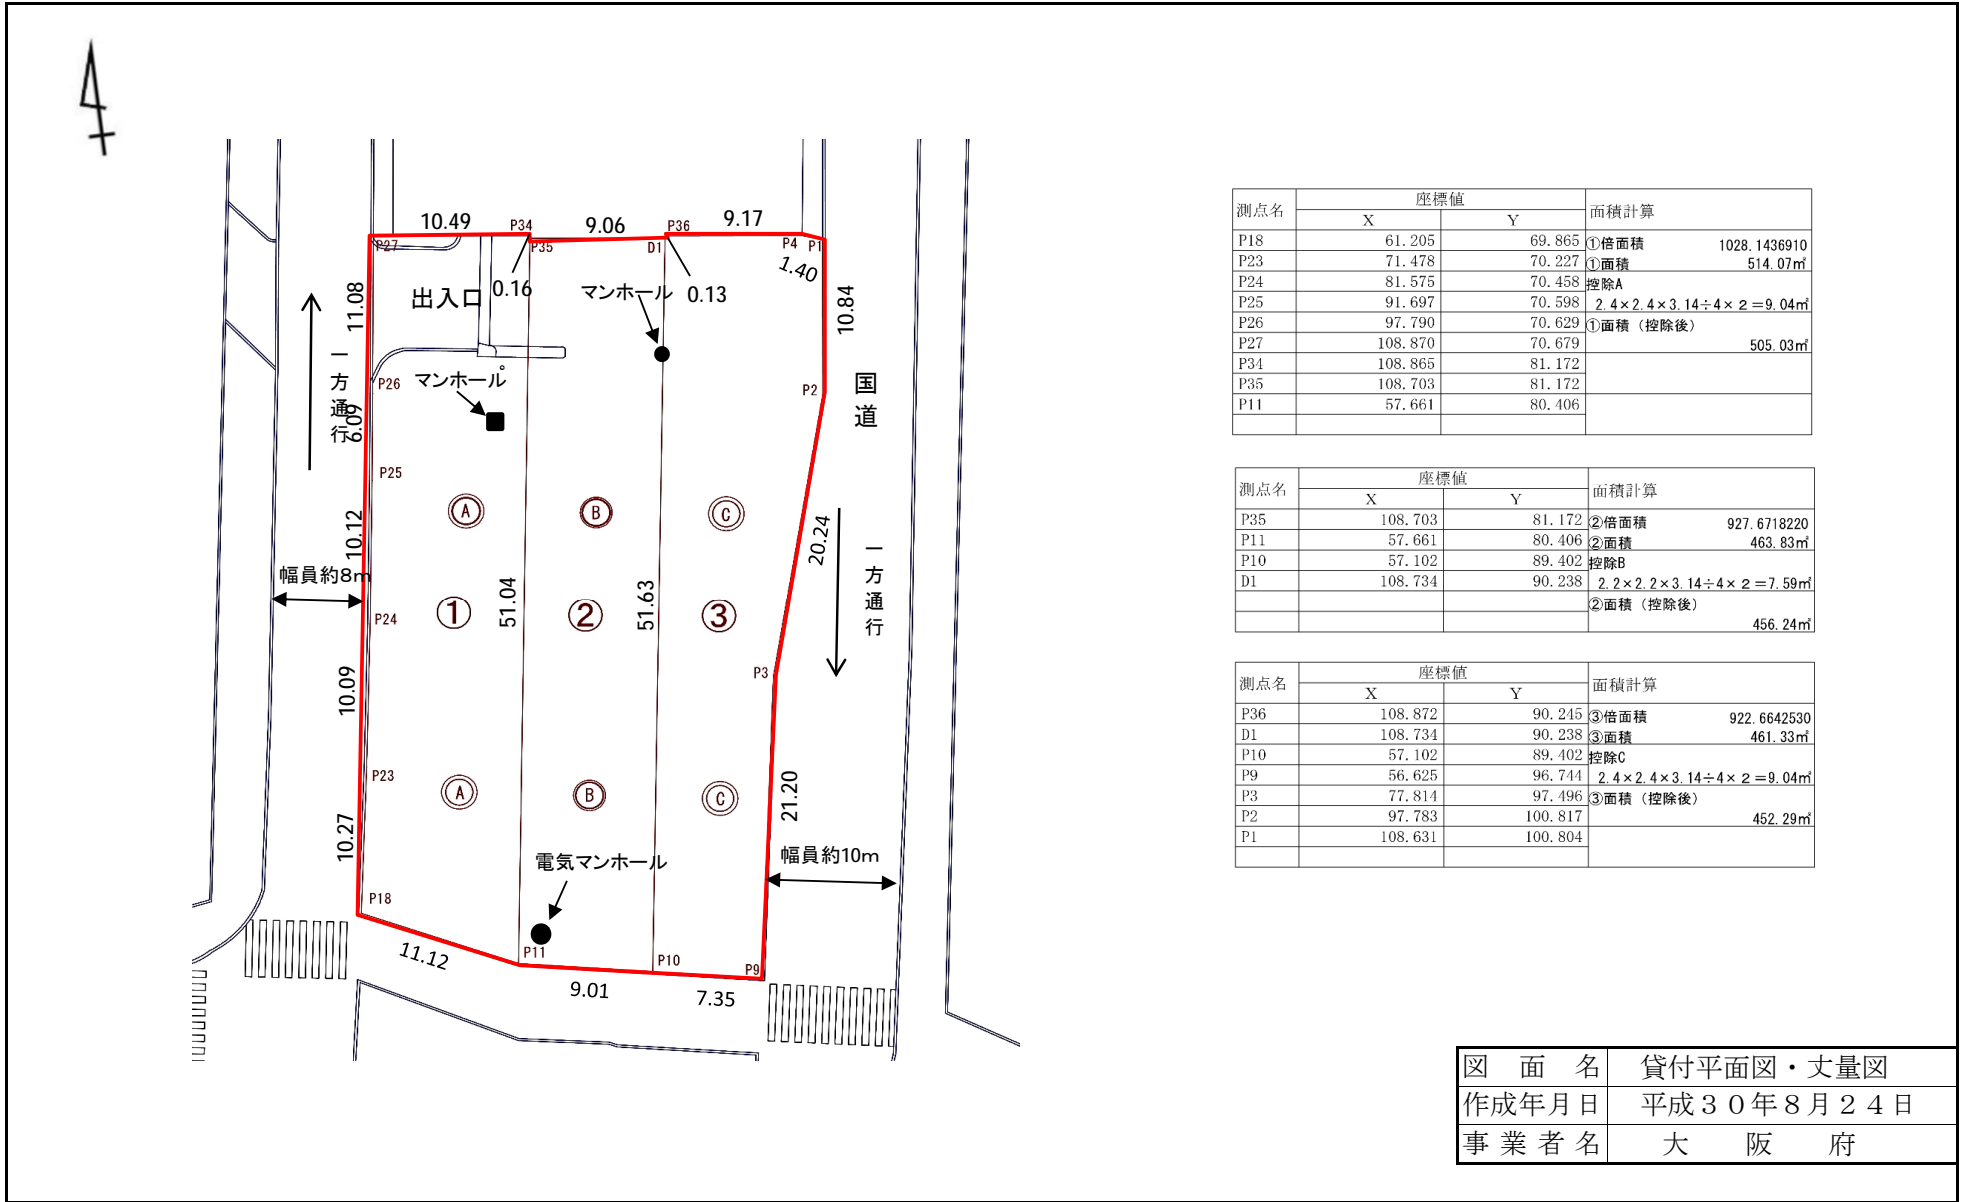 10.49
P34
9.06
P36
9.17
P27
P35
D1
P4
P1
1.40
11.08
出入口
0.16
マンホール
0.13
10.84
一方通行
P26
マンホール
P2
国道
6.09
P25
A
B
C
10.12
20.24
一方通行
幅員約8m
51.04
51.63
P24
①
②
③
10.09
P3
P23
A
B
C
21.20
10.27
電気マンホール
幅員約10m
P18
P11
P10
P9
11.12
9.01
7.35
測点名 座標値 面積計算
X Y
P18 61.205 69.865 ①倍面積 1028.1436910
P23 71.478 70.227 ①面積 514.07㎡
P24 81.575 70.458 控除A
P25 91.697 70.598 2.4×2.4×3.14÷4×2=9.04㎡
P26 97.790 70.629 ①面積（控除後）
P27 108.870 70.679 505.03㎡
P34 108.865 81.172
P35 108.703 81.172
P11 57.661 80.406
測点名 座標値 面積計算
X Y
P35 108.703 81.172 ②倍面積 927.6718220
P11 57.661 80.406 ②面積 463.83㎡
P10 57.102 89.402 控除B
D1 108.734 90.238 2.2×2.2×3.14÷4×2=7.59㎡
②面積（控除後）
456.24㎡
測点名 座標値 面積計算
X Y
P36 108.872 90.245 ③倍面積 922.6642530
D1 108.734 90.238 ③面積 461.33㎡
P10 57.102 89.402 控除C
P9 56.625 96.744 2.4×2.4×3.14÷4×2=9.04㎡
P3 77.814 97.496 ③面積（控除後）
P2 97.783 100.817 452.29㎡
P1 108.631 100.804
図面名 貸付平面図・丈量図
作成年月日 平成３０年８月２４日
事業者名 大阪府